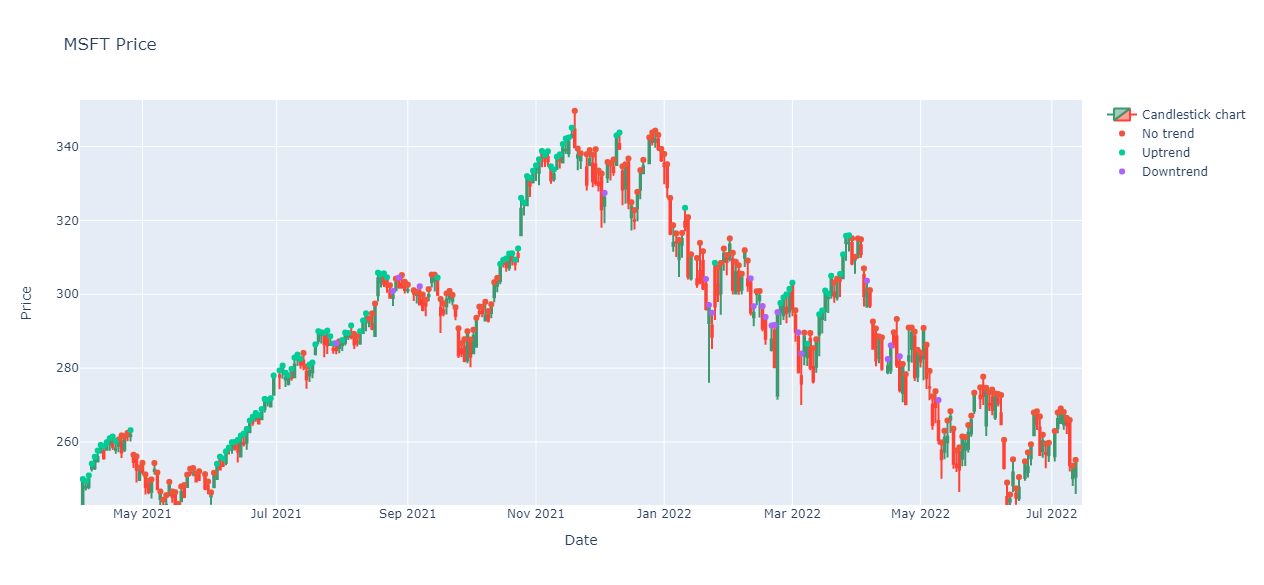 MSFT Price
Candlestick chart
No trend
Uptrend
Downtrend
340
320
300
280
260
Price
May 2021
Jul 2021
Sep 2021
Nov 2021
Jan 2022
Mar 2022
May 2022
Jul 2022
Date